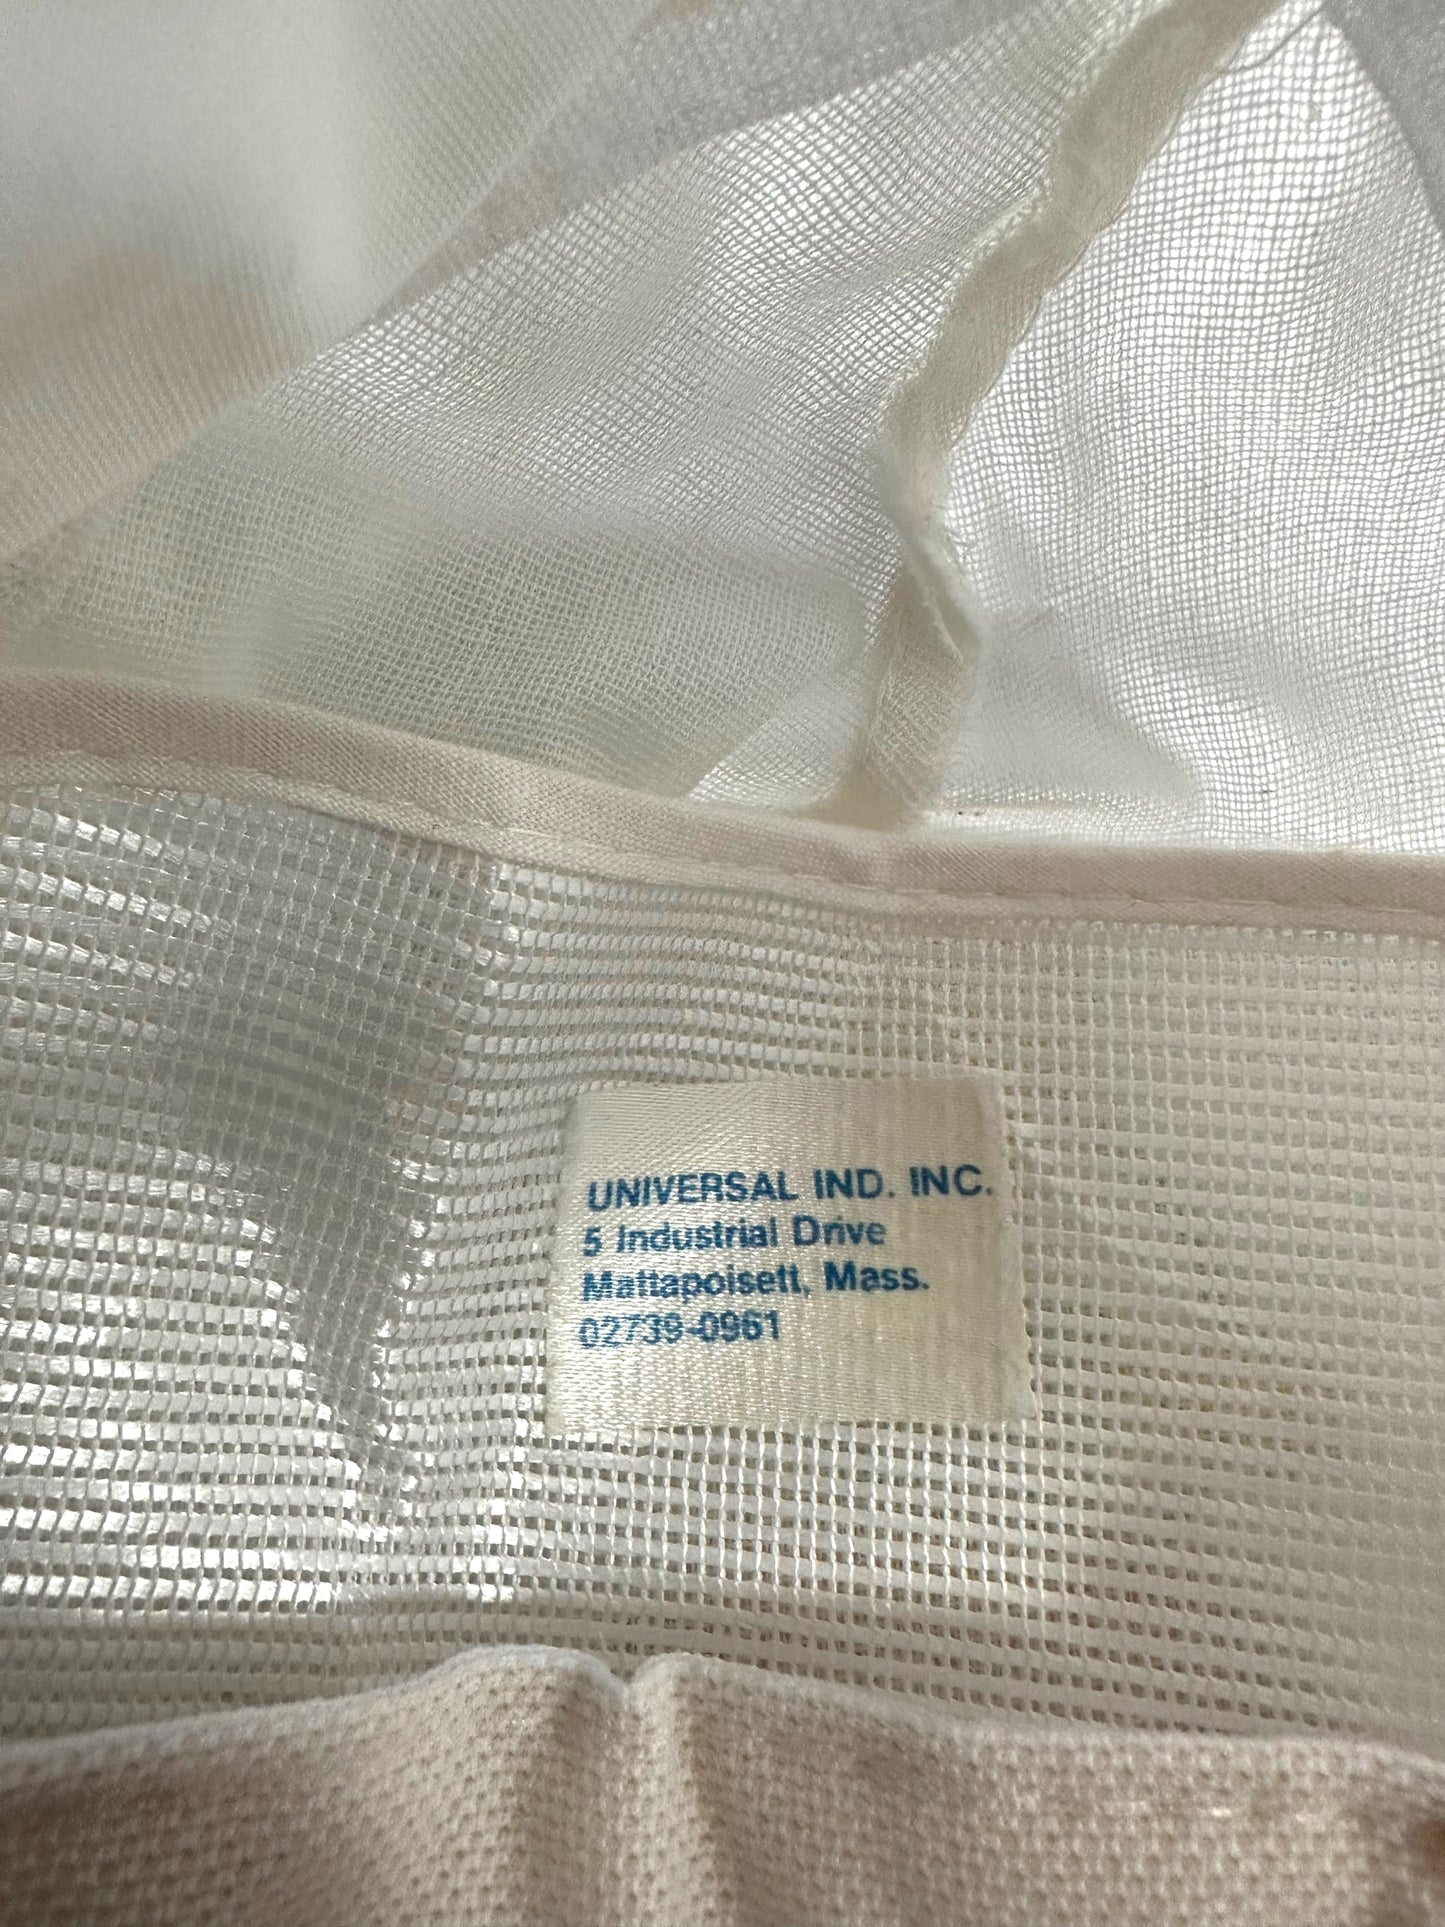 UNIVERSAL IND. INC.
5 Industrial Drive
Mattapoisett, Mass.
02739-0961